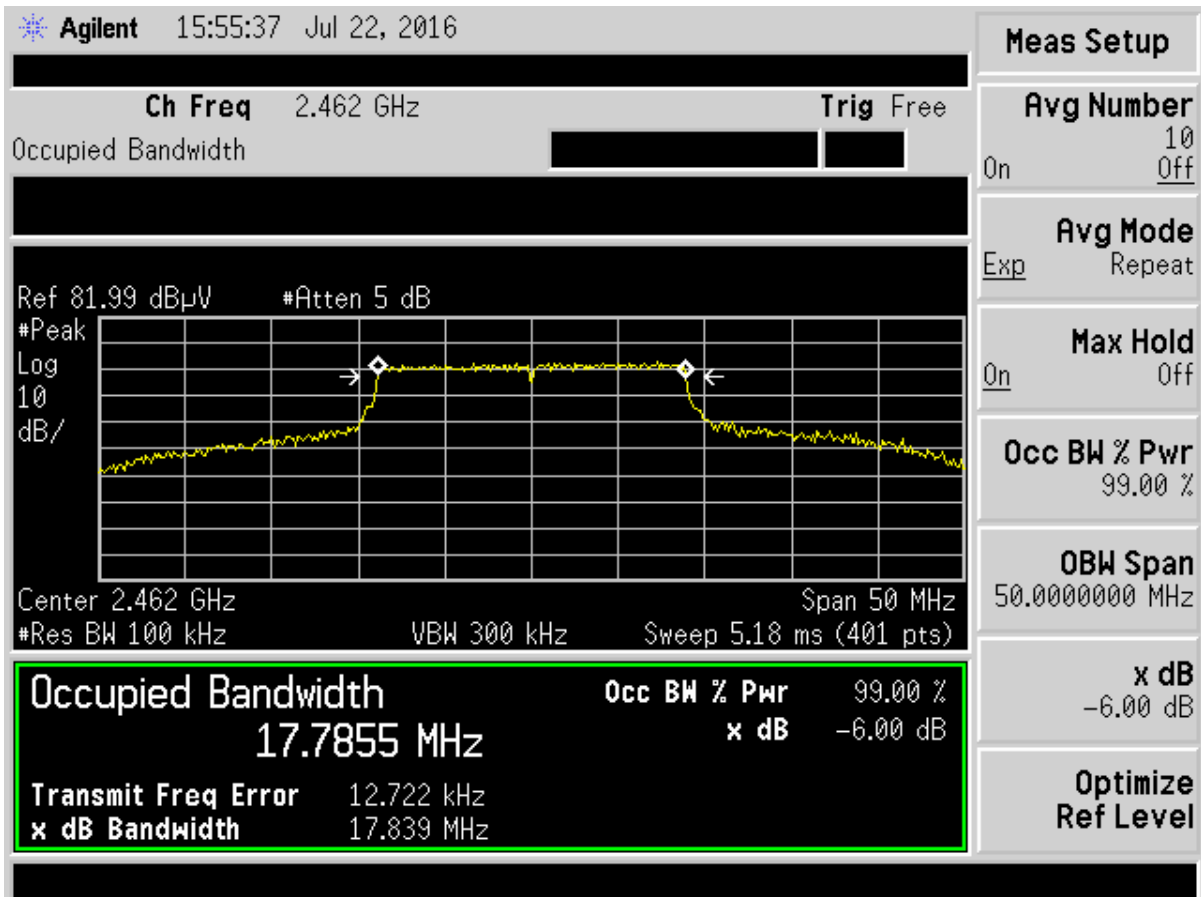 Agilent 15:55:37 Jul 22, 2016
Ch Freq 2.462 GHz Trig Free
Occupied Bandwidth
Ref 81.99 dBµV #Atten 5 dB
#Peak
Log
10
dB/
Center 2.462 GHz Span 50 MHz
#Res BW 100 kHz VBW 300 kHz Sweep 5.18 ms (401 pts)
Occupied Bandwidth Occ BW % Pwr 99.00 %
17.7855 MHz x dB -6.00 dB
Transmit Freq Error 12.722 kHz
x dB Bandwidth 17.839 MHz
Meas Setup
Avg Number
10
On Off
Avg Mode
Exp Repeat
Max Hold
On Off
Occ BW % Pwr
99.00 %
OBW Span
50.0000000 MHz
x dB
-6.00 dB
Optimize
Ref Level